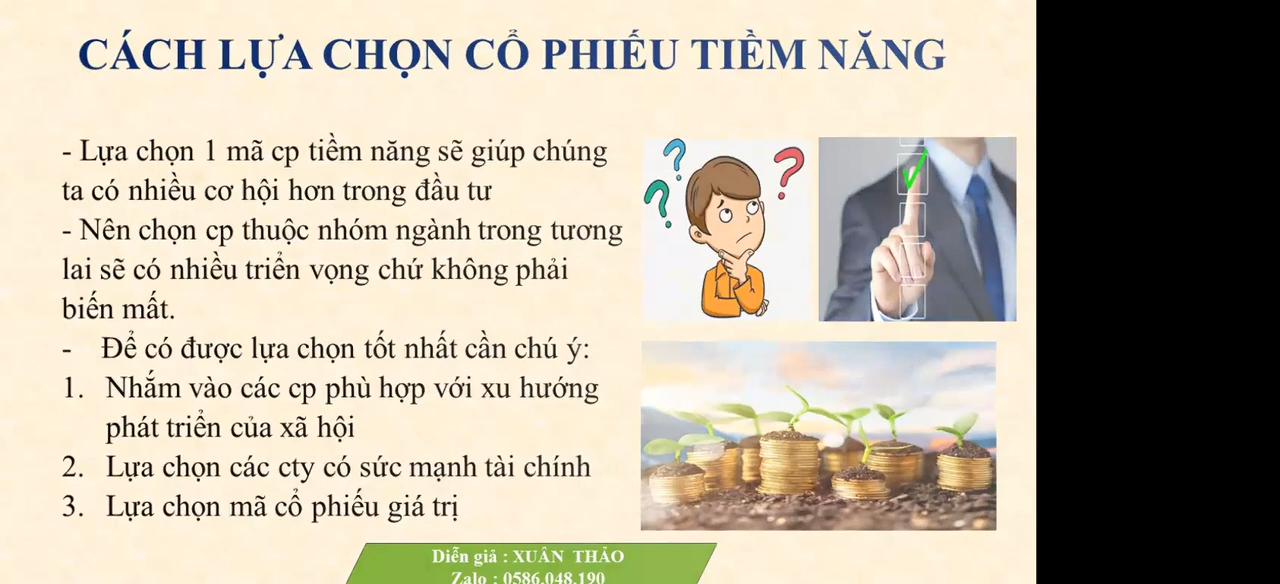 CÁCH LỰA CHỌN CỔ PHIẾU TIỀM NĂNG
- Lựa chọn 1 mã cp tiềm năng sẽ giúp chúng
ta có nhiều cơ hội hơn trong đầu tư
- Nên chọn cp thuộc nhóm ngành trong tương
lai sẽ có nhiều triển vọng chứ không phải
biến mất.
- Để có được lựa chọn tốt nhất cần chú ý:
1. Nhắm vào các cp phù hợp với xu hướng
phát triển của xã hội
2. Lựa chọn các cty có sức mạnh tài chính
3. Lựa chọn mã cổ phiếu giá trị
Diễn giả : XUÂN THẢO
Zalo : 0586.048.190